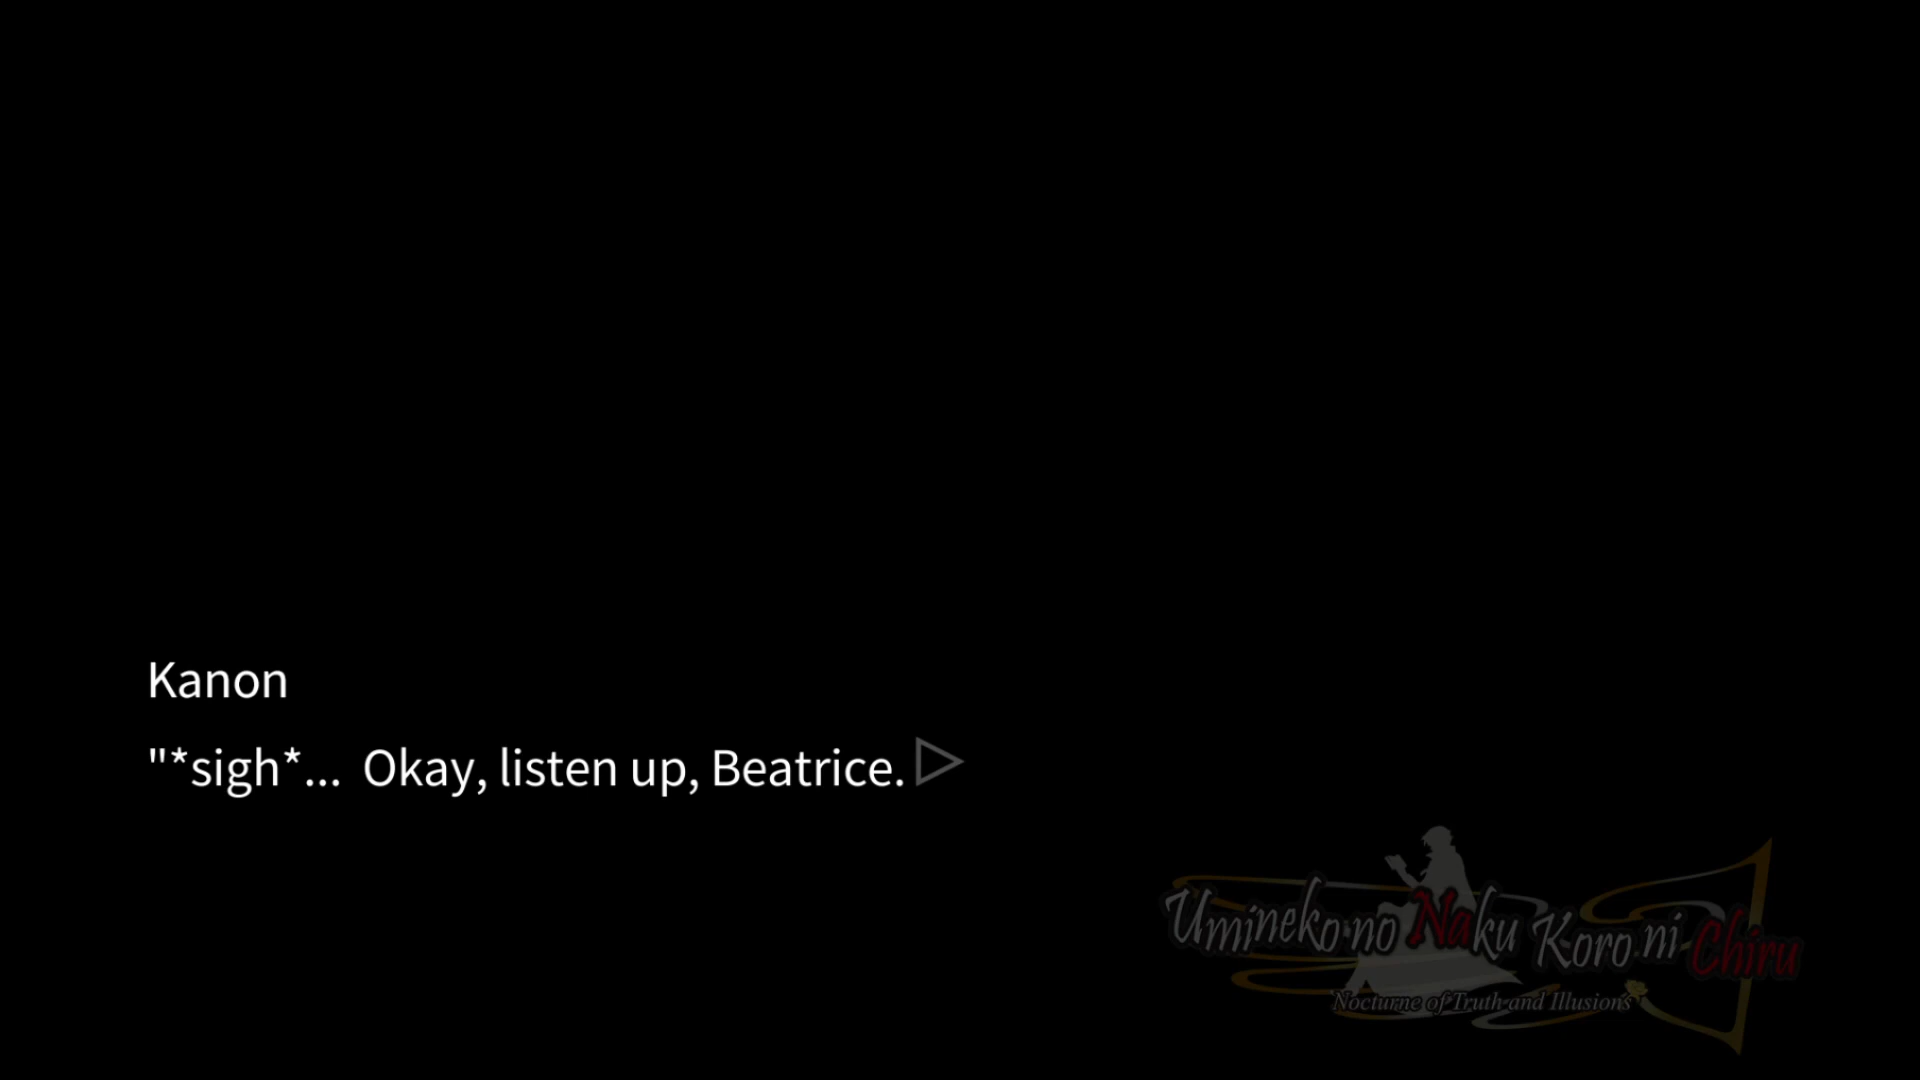 Kanon
"*sigh*...  Okay, listen up, Beatrice.
Umineko no Naku Koro ni Chiru
Nocturne of Truth and Illusions